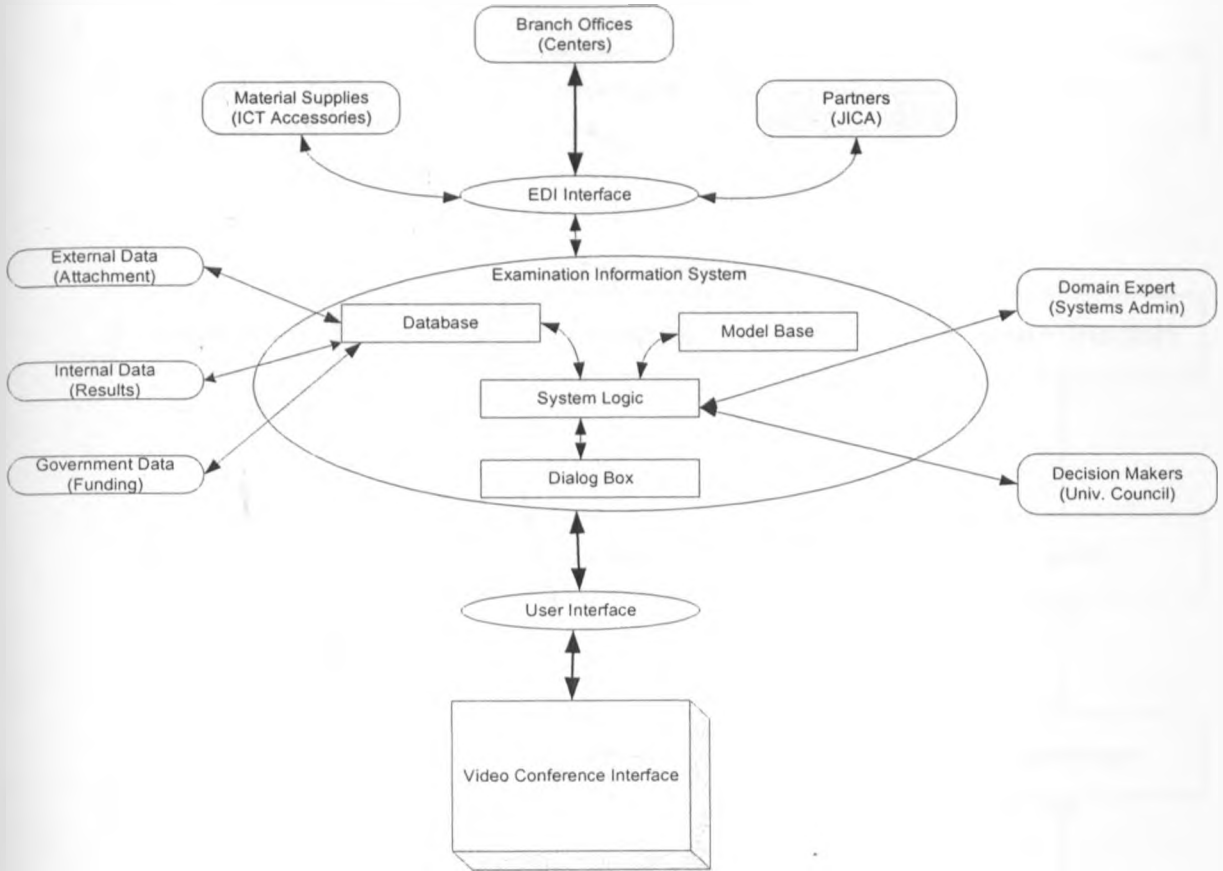 Branch Offices
(Centers)
Material Supplies
(ICT Accessories)
Partners
(JICA)
EDI Interface
External Data
(Attachment)
Examination Information System
Domain Expert
(Systems Admin)
Database
Model Base
Internal Data
(Results)
System Logic
Government Data
(Funding)
Dialog Box
Decision Makers
(Univ. Council)
User Interface
Video Conference Interface